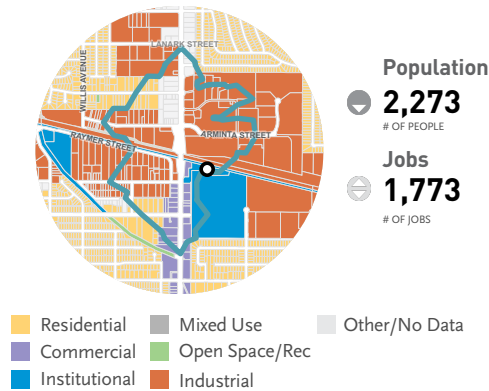 LANARK STREET
WILLIS AVENUE
ARMINTA STREET
RAYMER STREET
Population
2,273
# OF PEOPLE
Jobs
1,773
# OF JOBS
Residential
Mixed Use
Other/No Data
Commercial
Open Space/Rec
Institutional
Industrial